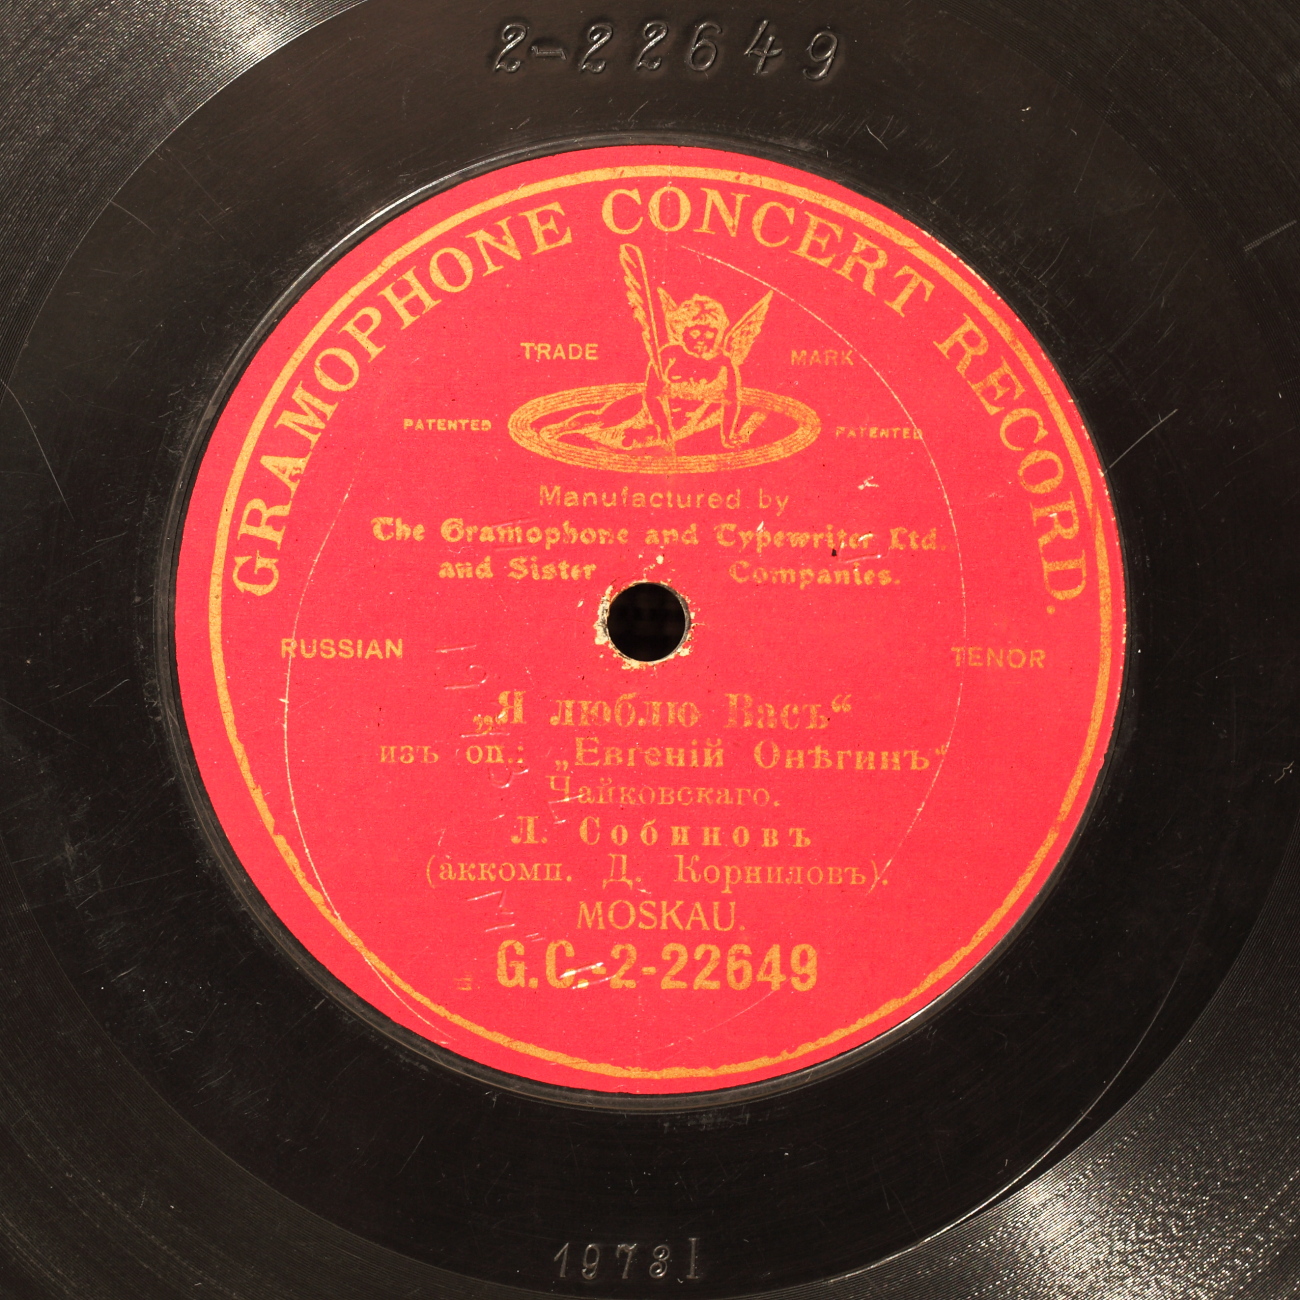 2-22649
GRAMOPHONE CONCERT RECORD.
TRADE MARK
PATENTED PATENTED
Manufactured by
The Gramophone and Typewriter Ltd.
and Sister Companies.
RUSSIAN TENOR
„Я люблю Васъ“
изъ оп.: „Евгеній Онѣгинъ“
Чайковскаго.
Л. Собиновъ
(аккомп. Д. Корниловъ).
MOSKAU.
G.C.-2-22649
1973l